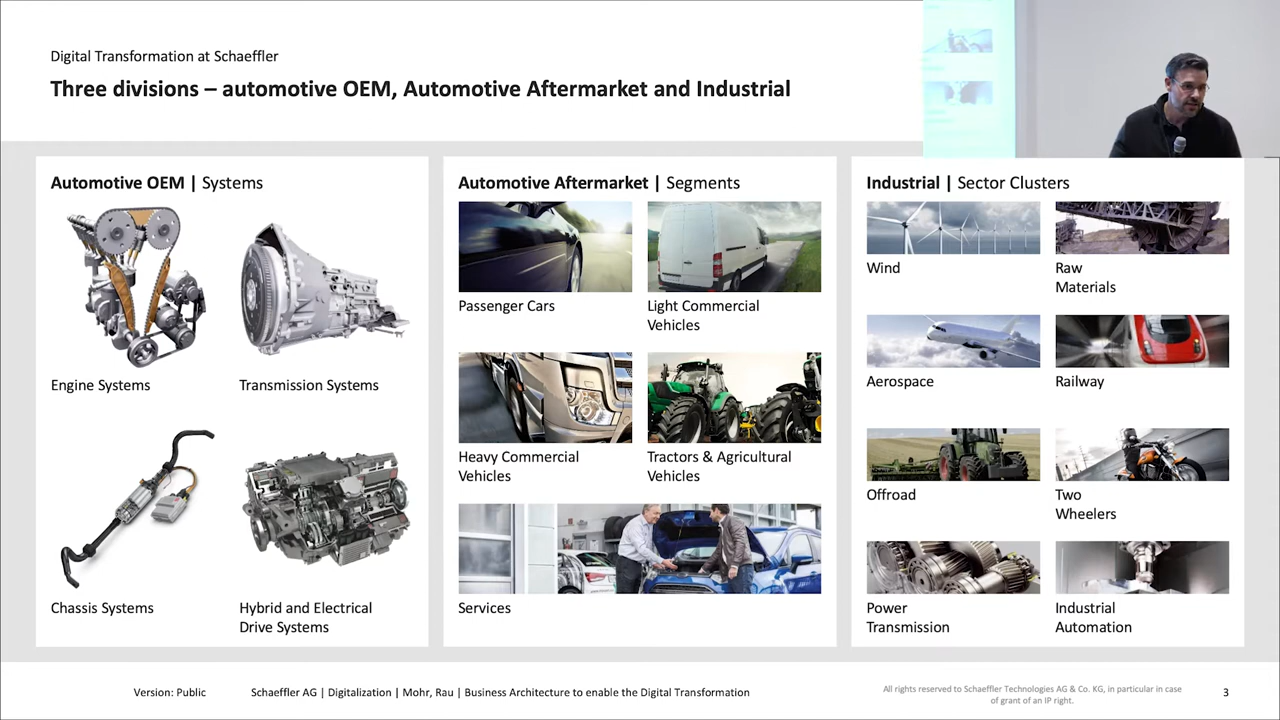 Digital Transformation at Schaeffler
Three divisions – automotive OEM, Automotive Aftermarket and Industrial
Automotive OEM | Systems
Engine Systems
Transmission Systems
Chassis Systems
Hybrid and Electrical
Drive Systems
Automotive Aftermarket | Segments
Passenger Cars
Light Commercial
Vehicles
Heavy Commercial
Vehicles
Tractors & Agricultural
Vehicles
Services
Industrial | Sector Clusters
Wind
Raw
Materials
Aerospace
Railway
Offroad
Two
Wheelers
Power
Transmission
Industrial
Automation
Version: Public
Schaeffler AG | Digitalization | Mohr, Rau | Business Architecture to enable the Digital Transformation
All rights reserved to Schaeffler Technologies AG & Co. KG, in particular in case
of grant of an IP right.
3